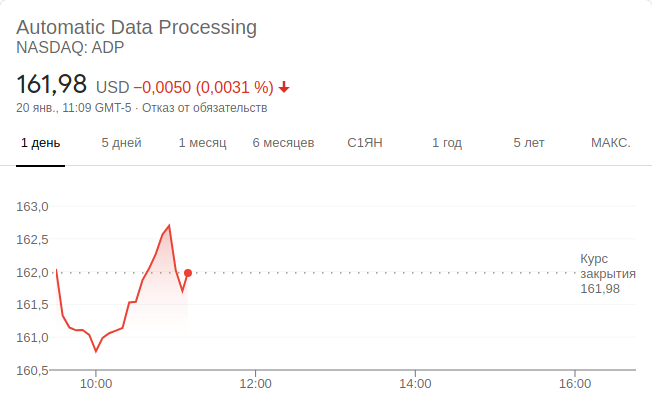 Automatic Data Processing
NASDAQ: ADP
161,98 USD −0,0050 (0,0031 %)
20 янв., 11:09 GMT-5 · Отказ от обязательств
1 день 5 дней 1 месяц 6 месяцев С1ЯН 1 год 5 лет МАКС.
163,0
162,5
162,0
161,5
161,0
160,5
Курс
закрытия
161,98
10:00 12:00 14:00 16:00